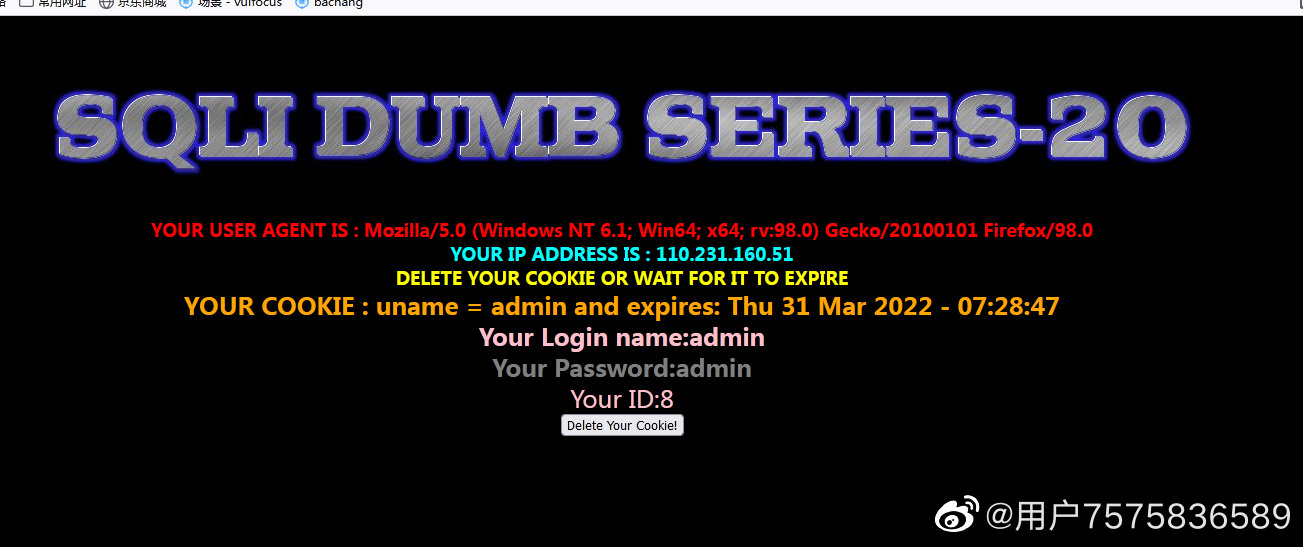 常用网址 京东商城 场景 - vulfocus bachang
SQLI DUMB SERIES-20
YOUR USER AGENT IS : Mozilla/5.0 (Windows NT 6.1; Win64; x64; rv:98.0) Gecko/20100101 Firefox/98.0
YOUR IP ADDRESS IS : 110.231.160.51
DELETE YOUR COOKIE OR WAIT FOR IT TO EXPIRE
YOUR COOKIE : uname = admin and expires: Thu 31 Mar 2022 - 07:28:47
Your Login name:admin
Your Password:admin
Your ID:8
Delete Your Cookie!
@用户7575836589